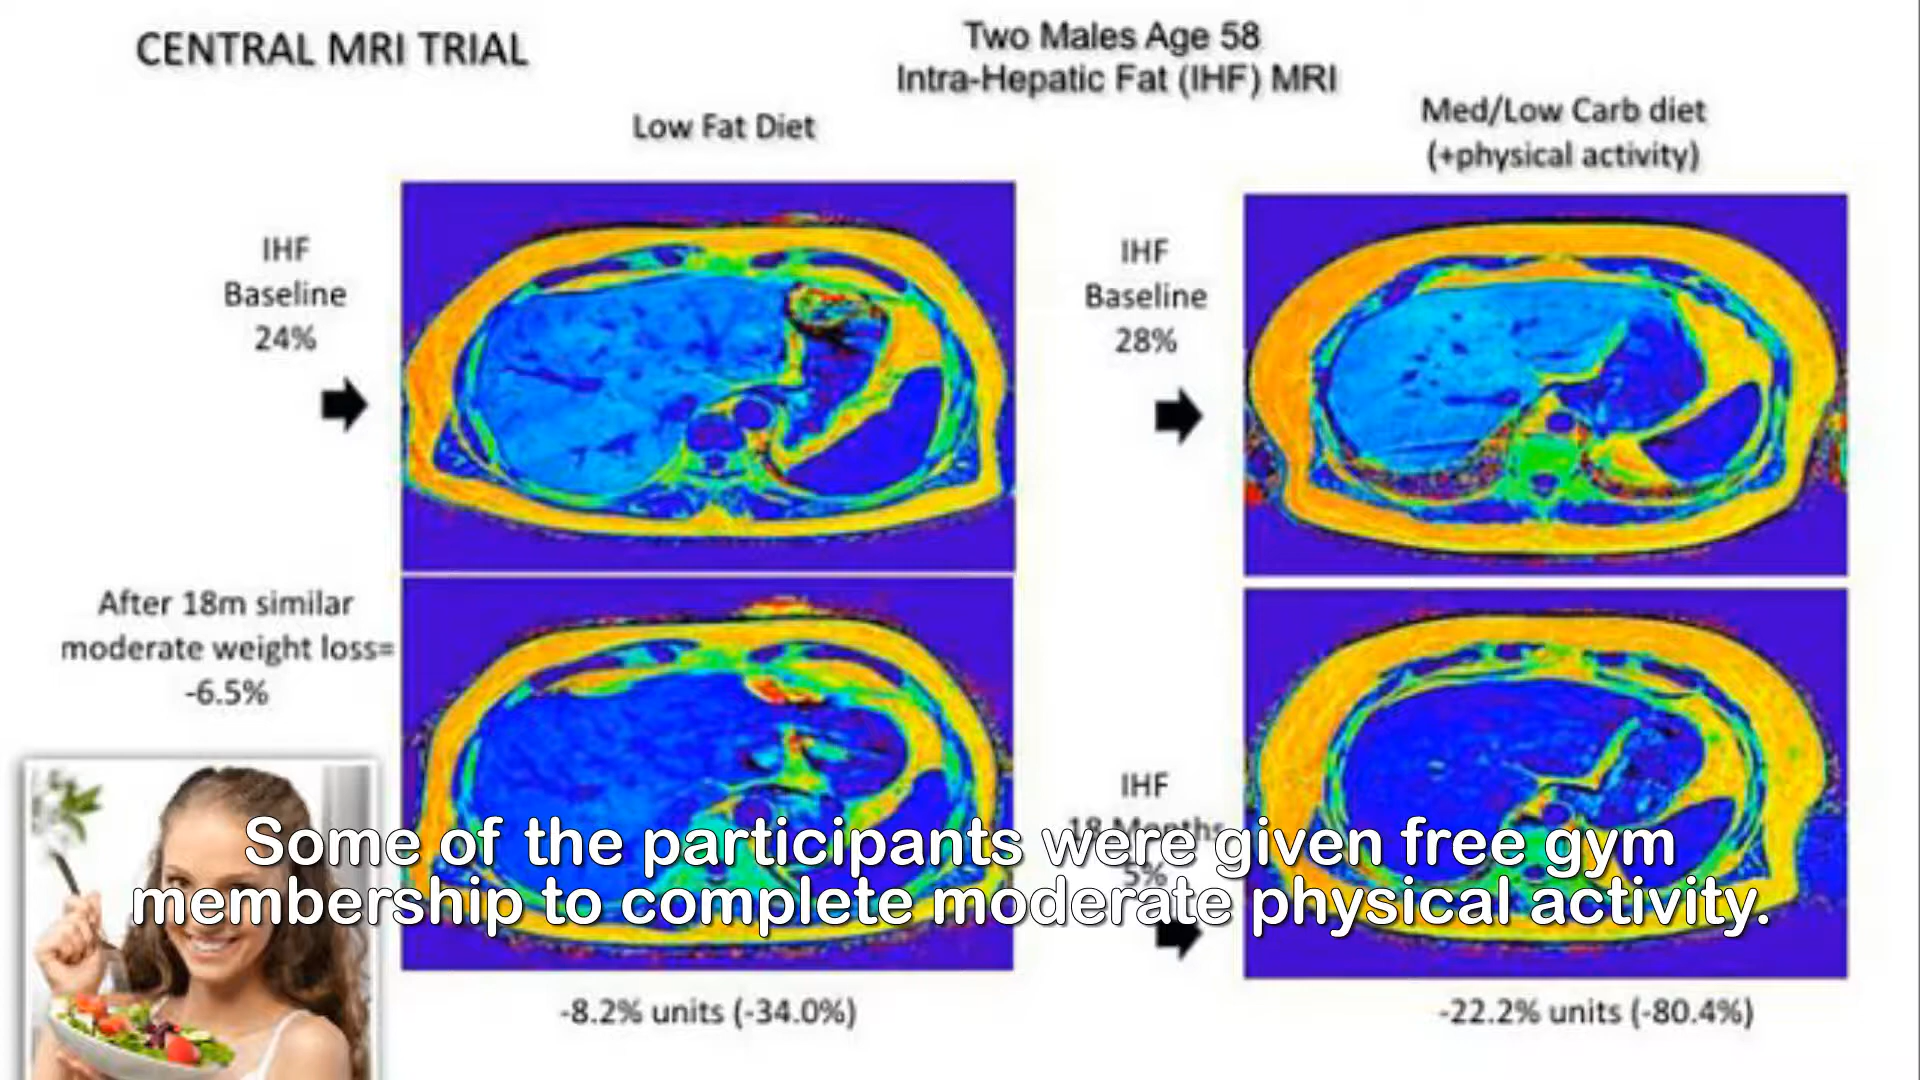 CENTRAL MRI TRIAL
Two Males Age 58
Intra-Hepatic Fat (IHF) MRI
Low Fat Diet
Med/Low Carb diet
(+physical activity)
IHF
Baseline
24%
IHF
Baseline
28%
After 18m similar
moderate weight loss=
-6.5%
IHF
18 Months
5%
Some of the participants were given free gym
membership to complete moderate physical activity.
-8.2% units (-34.0%)
-22.2% units (-80.4%)